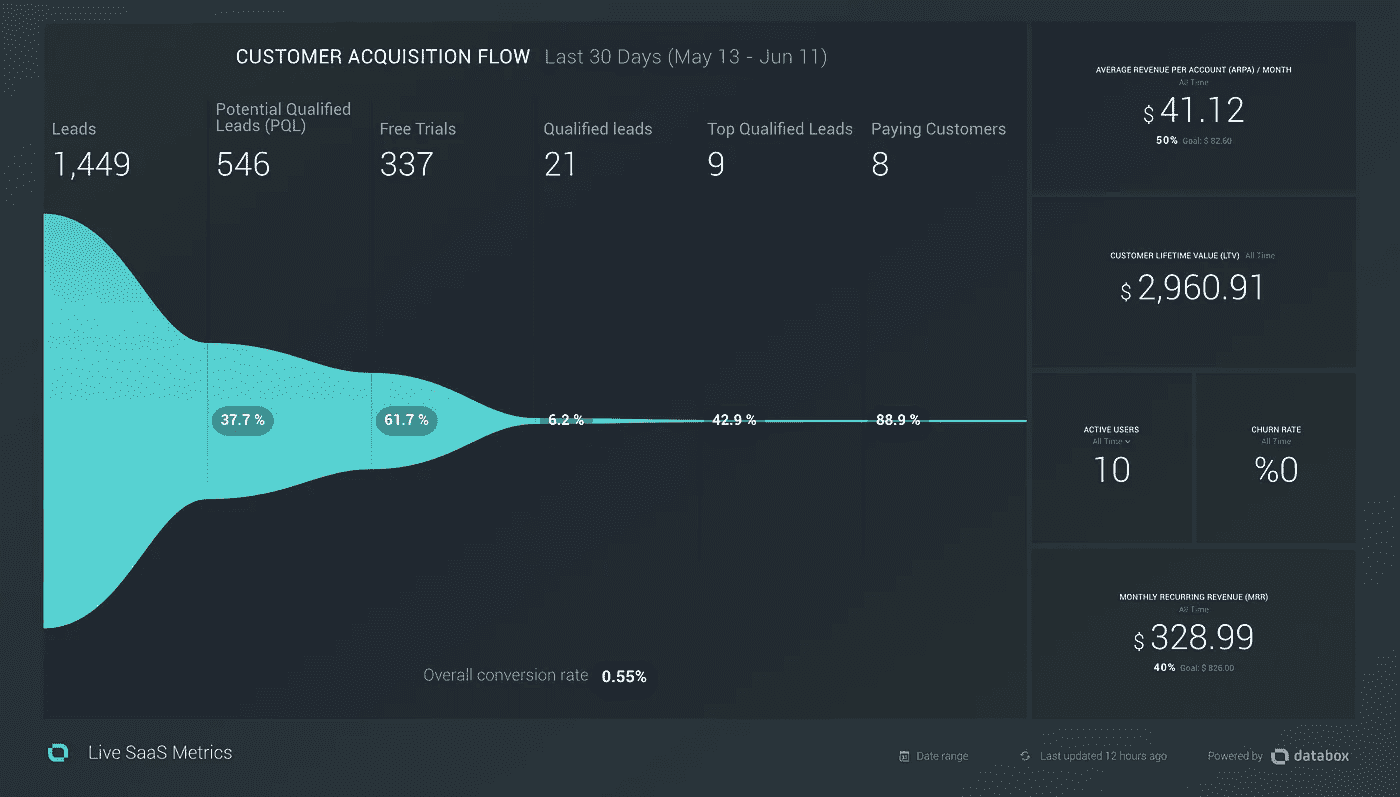 CUSTOMER ACQUISITION FLOW Last 30 Days (May 13 - Jun 11)
Leads
1,449
Potential Qualified
Leads (PQL)
546
Free Trials
337
Qualified leads
21
Top Qualified Leads
9
Paying Customers
8
37.7 %
61.7 %
6.2 %
42.9 %
88.9 %
Overall conversion rate 0.55%
AVERAGE REVENUE PER ACCOUNT (ARPA) / MONTH
All Time
$ 41.12
50% Goal: $ 82.60
CUSTOMER LIFETIME VALUE (LTV) All Time
$ 2,960.91
ACTIVE USERS
All Time
10
CHURN RATE
All Time
%0
MONTHLY RECURRING REVENUE (MRR)
All Time
$ 328.99
40% Goal: $ 826.00
Live SaaS Metrics
Date range
Last updated 12 hours ago
Powered by databox